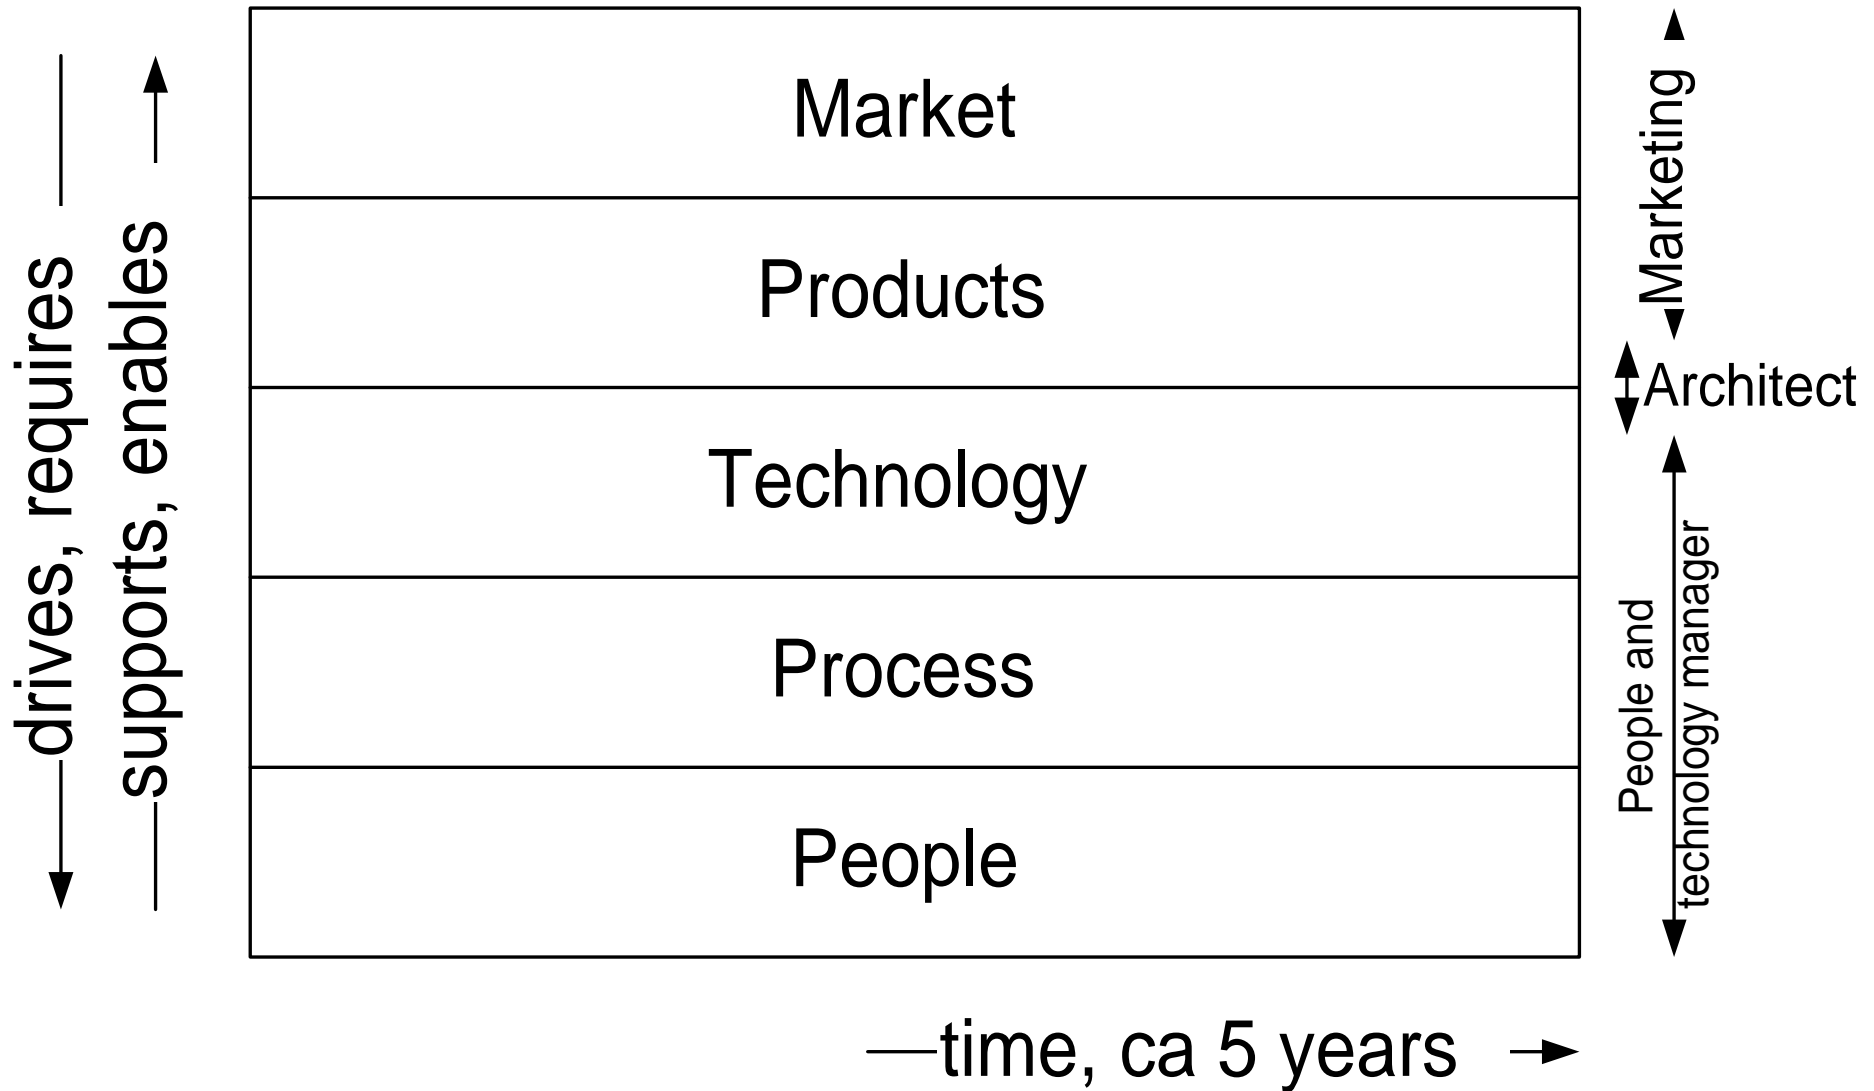 drives, requires
supports, enables
Market
Products
Technology
Process
People
Marketing
Architect
People and
technology manager
time, ca 5 years